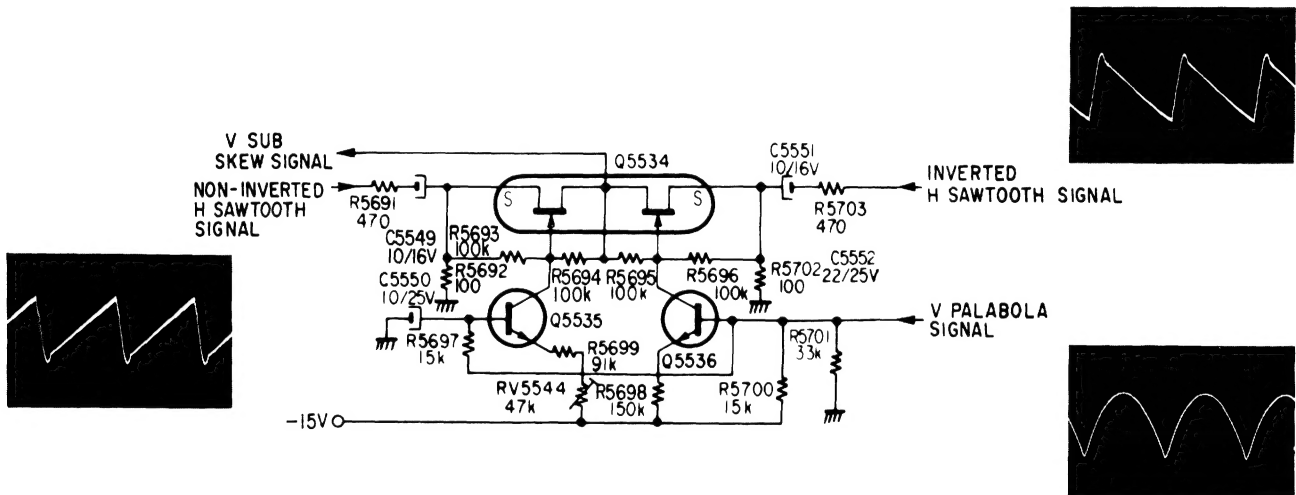 V SUB
SKEW SIGNAL
Q5534
C5551
10/16V
NON-INVERTED
H SAWTOOTH
SIGNAL
R5691
470
S
S
R5703
470
INVERTED
H SAWTOOTH SIGNAL
C5549
10/16V
R5693
100k
R5692
100
R5694
100k
R5695
100k
R5696
100k
R5702
100
C5552
22/25V
C5550
10/25V
Q5535
Q5536
V PALABOLA
SIGNAL
R5697
15k
R5699
91k
R5701
33k
RV5544
47k
R5698
150k
R5700
15k
-15V